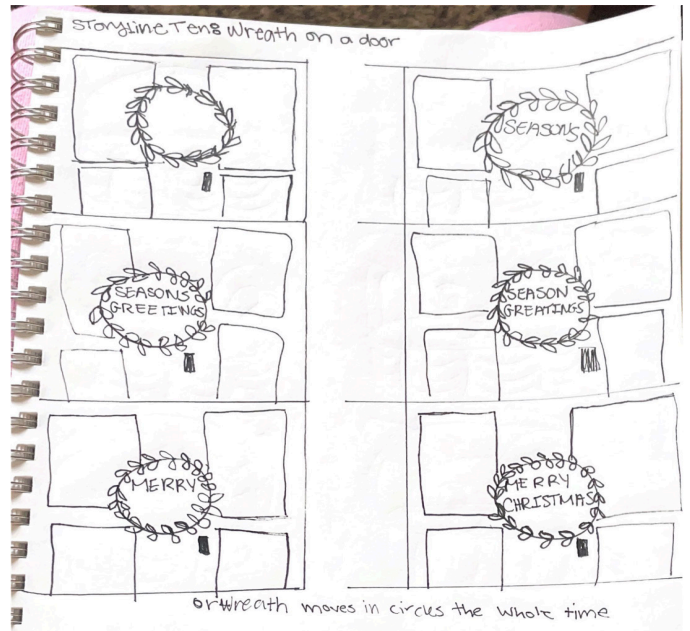 Storyline Tens Wreath on a door
SEASONS
SEASONS
GREETINGS
SEASON
GREATINGS
MERRY
MERRY
CHRISTMAS
or Wreath moves in circles the whole time